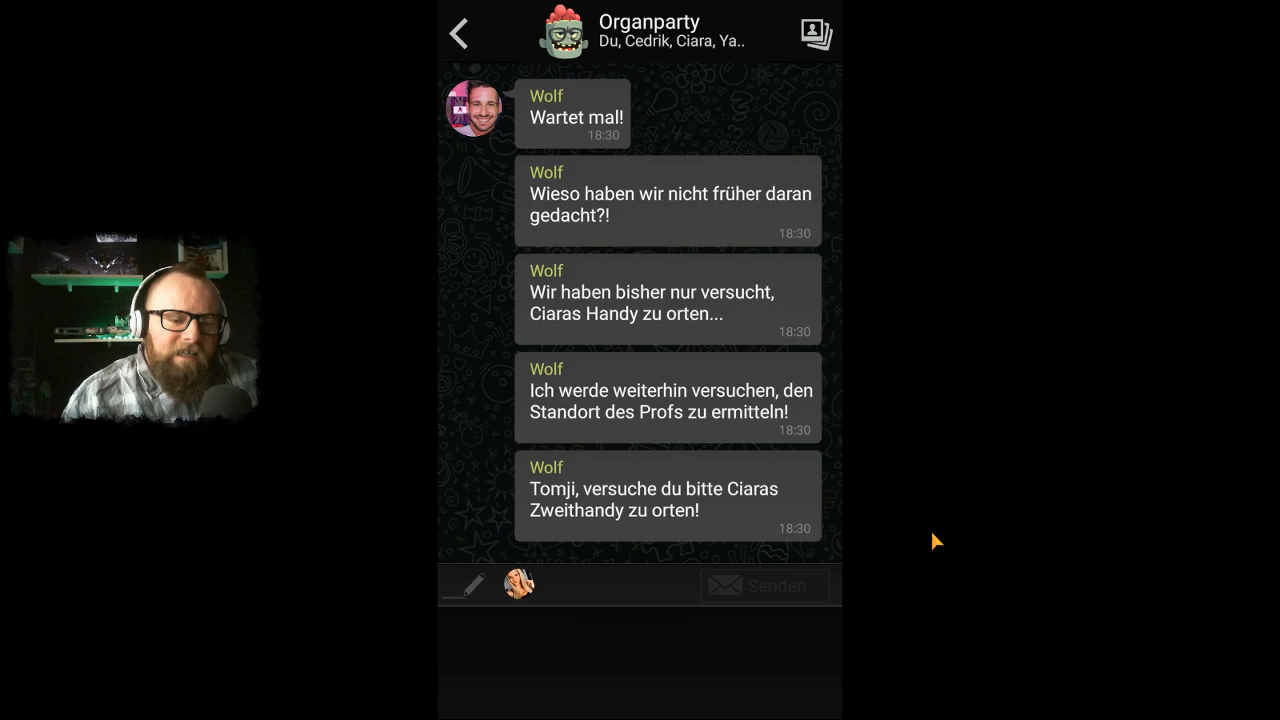 Organparty
Du, Cedrik, Ciara, Ya..
Wolf
Wartet mal!
18:30
Wolf
Wieso haben wir nicht früher daran
gedacht?!
18:30
Wolf
Wir haben bisher nur versucht,
Ciaras Handy zu orten...
18:30
Wolf
Ich werde weiterhin versuchen, den
Standort des Profs zu ermitteln!
18:30
Wolf
Tomji, versuche du bitte Ciaras
Zweithandy zu orten!
18:30
Senden